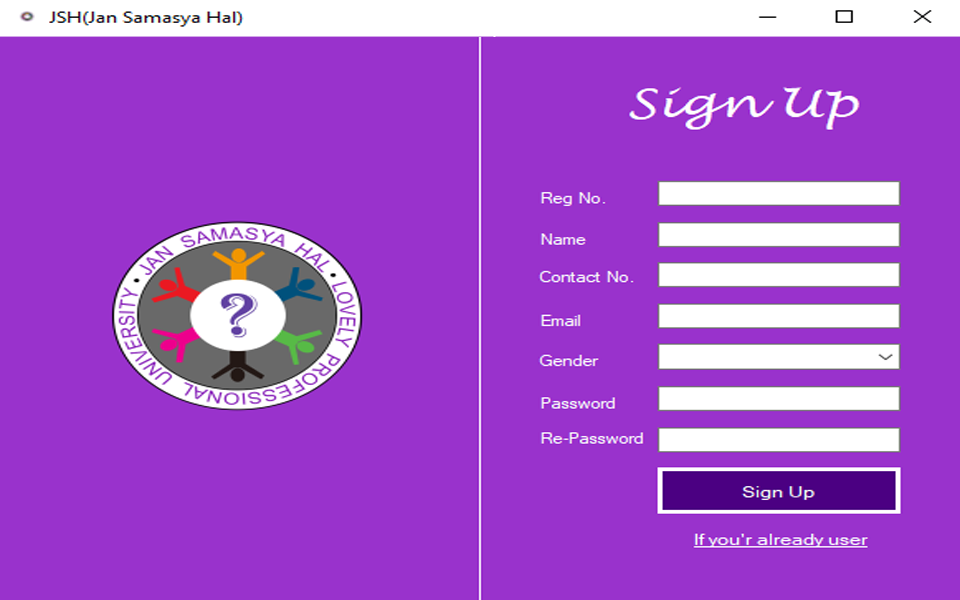 JSH(Jan Samasya Hal)
• JAN SAMASYA HAL •
LOVELY PROFESSIONAL UNIVERSITY
?
Sign Up
Reg No.
Name
Contact No.
Email
Gender
Password
Re-Password
Sign Up
If you'r already user